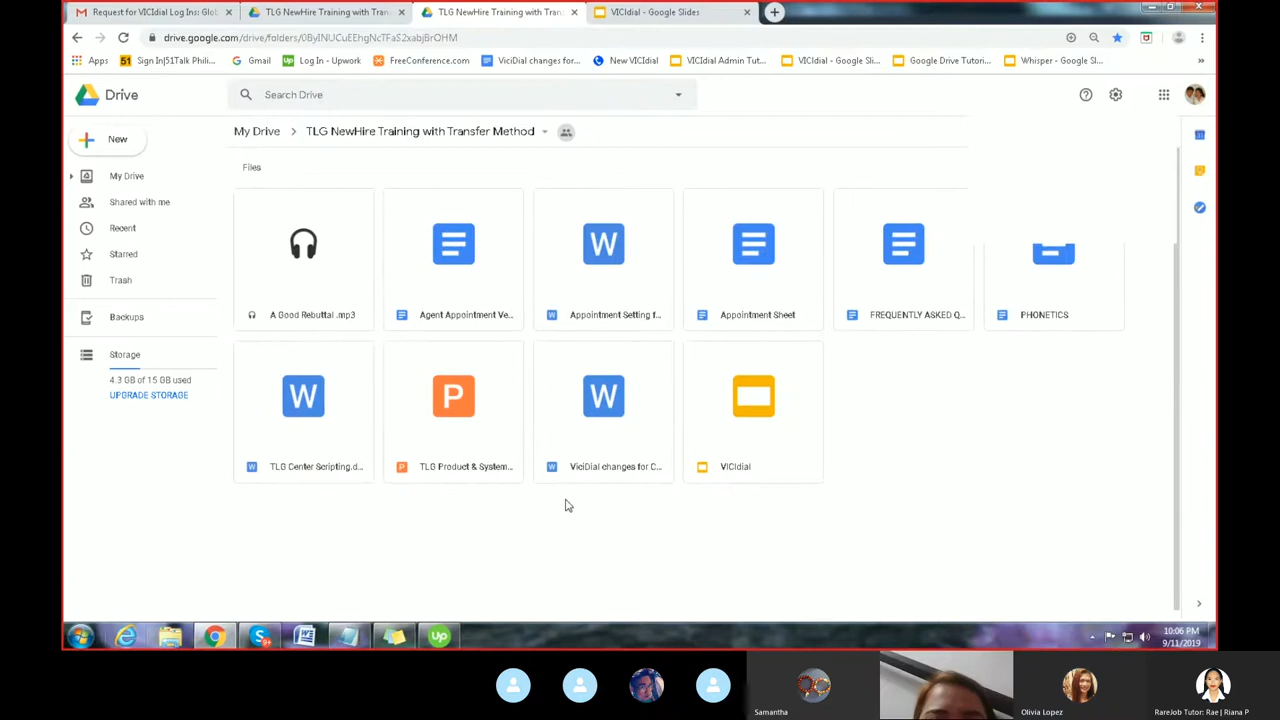 Request for VICIdial Log Ins: Glob
TLG NewHire Training with Tran
TLG NewHire Training with Tran
VICIdial - Google Slides
drive.google.com/drive/folders/0ByINUCuEEhgNcTFaS2xabjBrQHM
Apps
Sign In|51Talk Phili...
Gmail
Log In - Upwork
FreeConference.com
ViciDial changes for...
New VICIdial
VICIdial Admin Tut...
VICIdial - Google Sli...
Google Drive Tutori...
Whisper - Google Sl...
»
Drive
Search Drive
New
My Drive
Shared with me
Recent
Starred
Trash
Backups
Storage
4.3 GB of 15 GB used
UPGRADE STORAGE
My Drive > TLG NewHire Training with Transfer Method
Files
A Good Rebuttal .mp3
Agent Appointment Ve...
Appointment Setting f...
Appointment Sheet
FREQUENTLY ASKED Q...
PHONETICS
TLG Center Scripting.d...
TLG Product & System...
ViciDial changes for C...
VICIdial
10:06 PM
9/11/2019
Samantha
Olivia Lopez
RareJob Tutor: Rae | Riana P